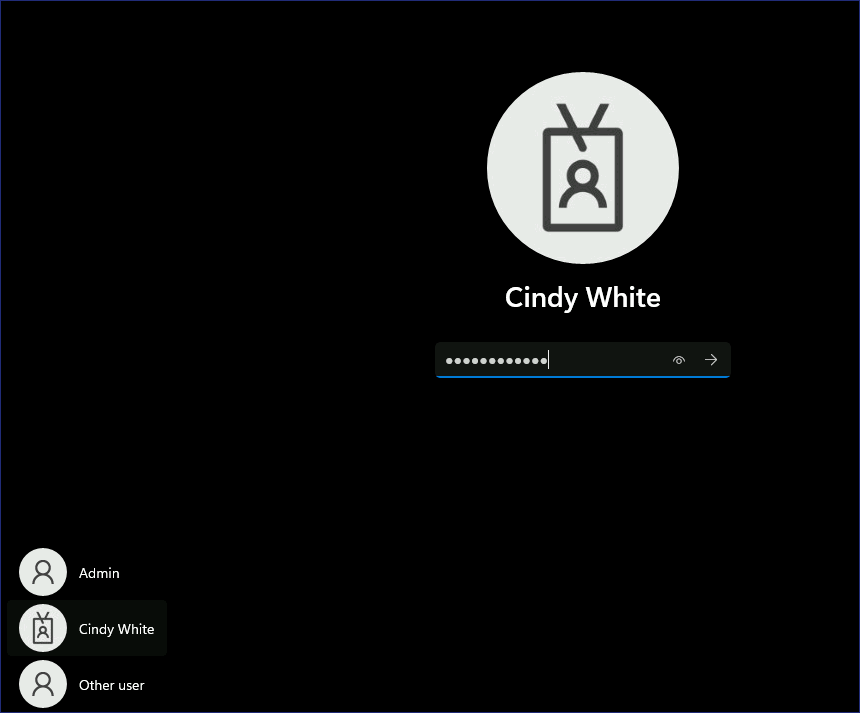 Cindy White
••••••••••••
Admin
Cindy White
Other user